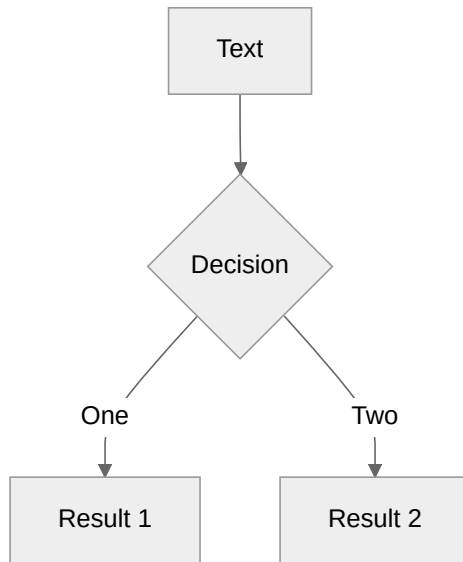 Text
Decision
One
Two
Result 1
Result 2